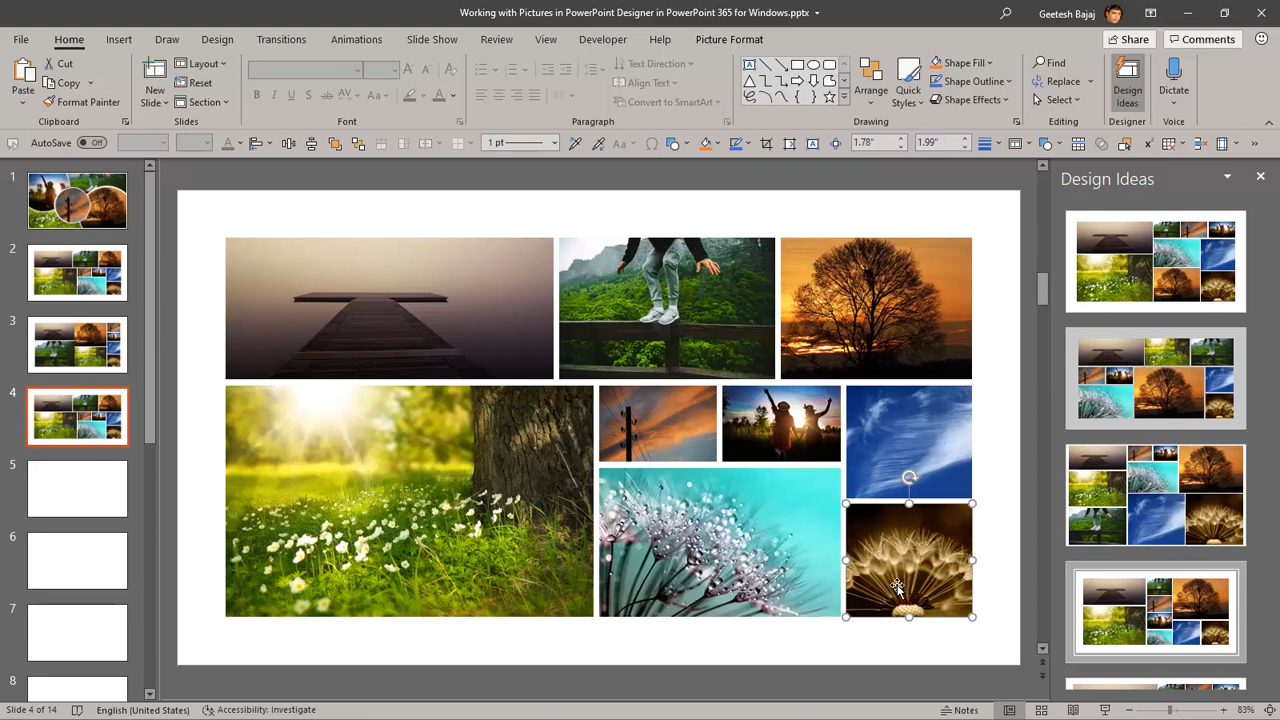 Working with Pictures in PowerPoint Designer in PowerPoint 365 for Windows.pptx
Geetesh Bajaj
File Home Insert Draw Design Transitions Animations Slide Show Review View Developer Help Picture Format
Share Comments
Paste
Cut
Copy
Format Painter
Clipboard
New
Slide
Layout
Reset
Section
Slides
Font
Text Direction
Align Text
Convert to SmartArt
Paragraph
Arrange
Quick
Styles
Shape Fill
Shape Outline
Shape Effects
Drawing
Find
Replace
Select
Editing
Design
Ideas
Designer
Dictate
Voice
AutoSave Off
1 pt
1.78"
1.99"
1
2
3
4
5
6
7
8
Design Ideas
Slide 4 of 14
English (United States)
Accessibility: Investigate
Notes
83%